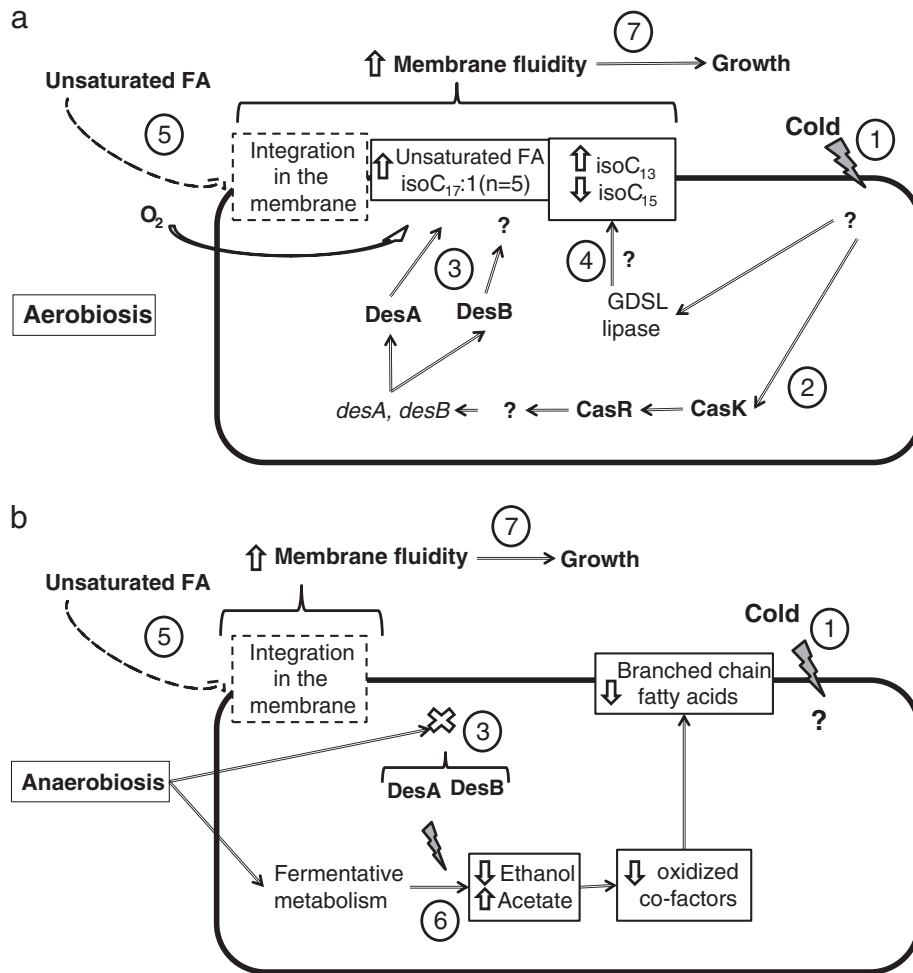 a
7
Membrane fluidity
Growth
Unsaturated FA
5
Cold
1
Integration
in the
membrane
Unsaturated FA
isoC17:1(n=5)
isoC13
isoC15
O2
?
?
3
4
?
DesA
DesB
GDSL
lipase
Aerobiosis
2
desA, desB
?
CasR
CasK
b
7
Membrane fluidity
Growth
Unsaturated FA
5
Cold
1
Integration
in the
membrane
Branched chain
fatty acids
?
3
Anaerobiosis
DesA DesB
Fermentative
metabolism
6
Ethanol
Acetate
oxidized
co-factors